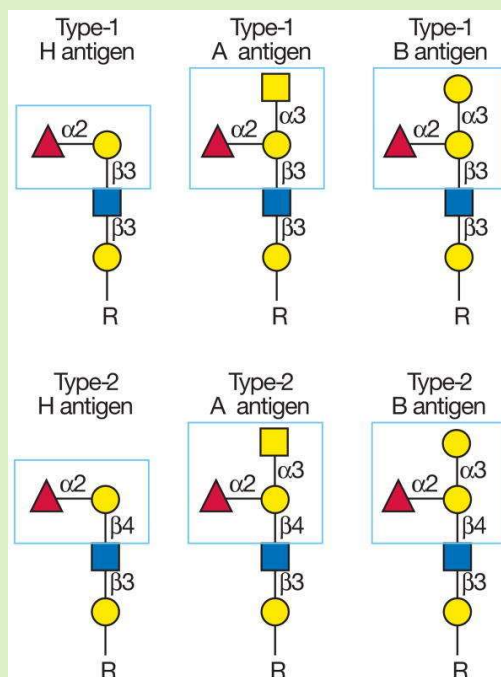 Type-1
H antigen
Type-1
A antigen
Type-1
B antigen
α3
α3
α2
α2
α2
β3
β3
β3
β3
β3
β3
R
R
R
Type-2
H antigen
Type-2
A antigen
Type-2
B antigen
α3
α3
α2
α2
α2
β4
β4
β4
β3
β3
β3
R
R
R